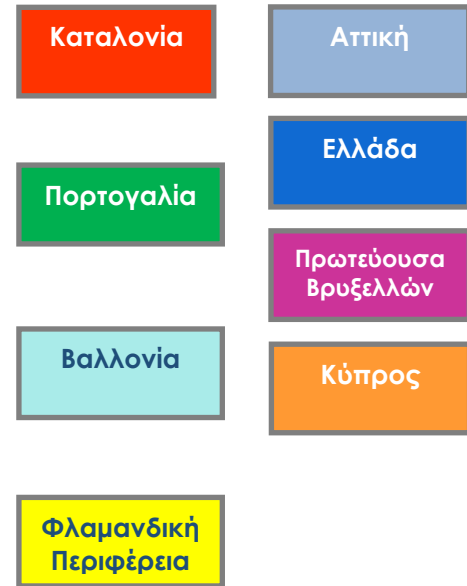 Καταλονία
Αττική
Ελλάδα
Πορτογαλία
Πρωτεύουσα
Βρυξελλών
Βαλλονία
Κύπρος
Φλαμανδική
Περιφέρεια